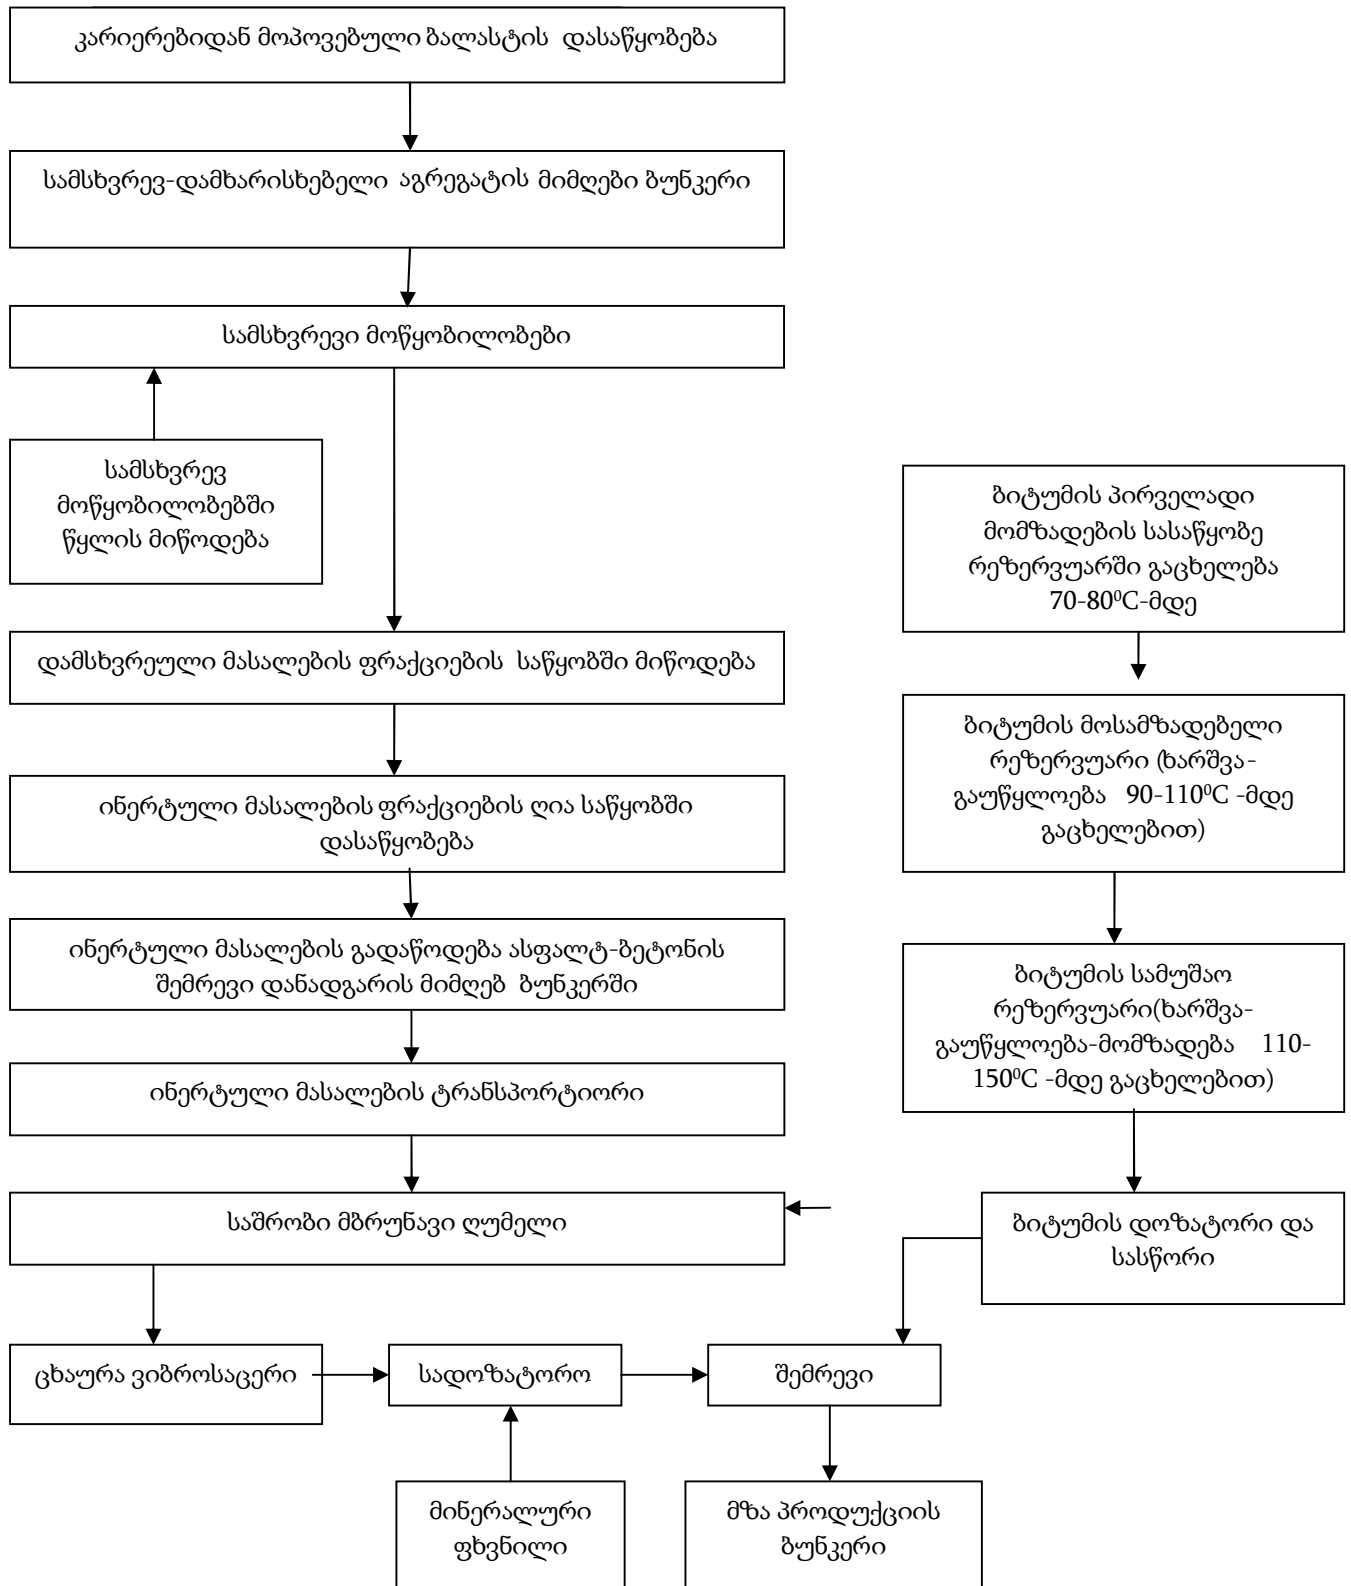 კარიერებიდან მოპოვებული ბალასტის დასაწყობება
სამსხვრევ-დამხარისხებელი აგრეგატის მიმღები ბუნკერი
სამსხვრევი მოწყობილობები
სამსხვრევ
მოწყობილობებში
წყლის მიწოდება
დამსხვრეული მასალების ფრაქციების საწყობში მიწოდება
ინერტული მასალების ფრაქციების ღია საწყობში
დასაწყობება
ინერტული მასალების გადაწოდება ასფალტ-ბეტონის
შემრევი დანადგარის მიმღებ ბუნკერში
ინერტული მასალების ტრანსპორტიორი
საშრობი მბრუნავი ღუმელი
ბიტუმის პირველადი
მომზადების სასაწყობე
რეზერვუარში გაცხელება
70-80⁰C-მდე
ბიტუმის მოსამზადებელი
რეზერვუარი (ხარშვა-
გაუწყლოება 90-110⁰C -მდე
გაცხელებით)
ბიტუმის სამუშაო
რეზერვუარი(ხარშვა-
გაუწყლოება-მომზადება 110-
150⁰C -მდე გაცხელებით)
ბიტუმის დოზატორი და
სასწორი
ცხაურა ვიბროსაცერი
სადოზატორო
შემრევი
მინერალური
ფხვნილი
მზა პროდუქციის
ბუნკერი